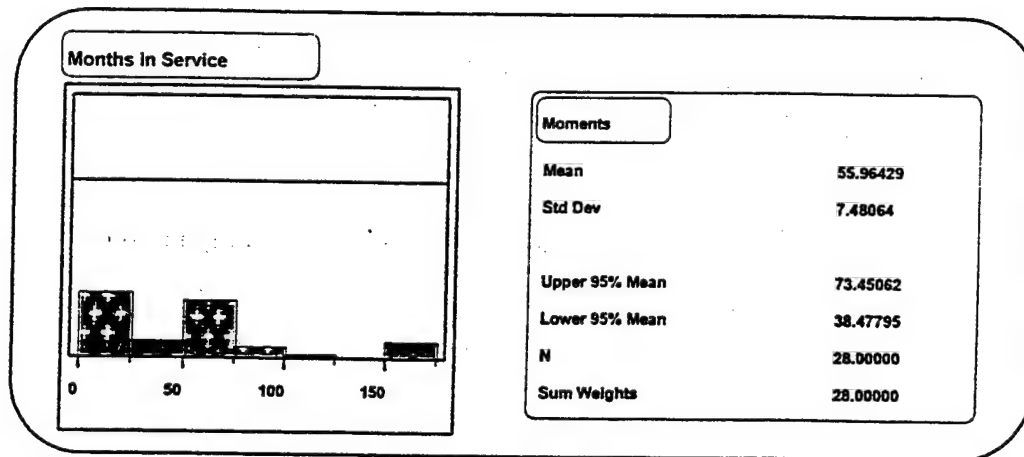 Months in Service
0 50 100 150
Moments
Mean 55.96429
Std Dev 7.48064
Upper 95% Mean 73.45062
Lower 95% Mean 38.47795
N 28.00000
Sum Weights 28.00000